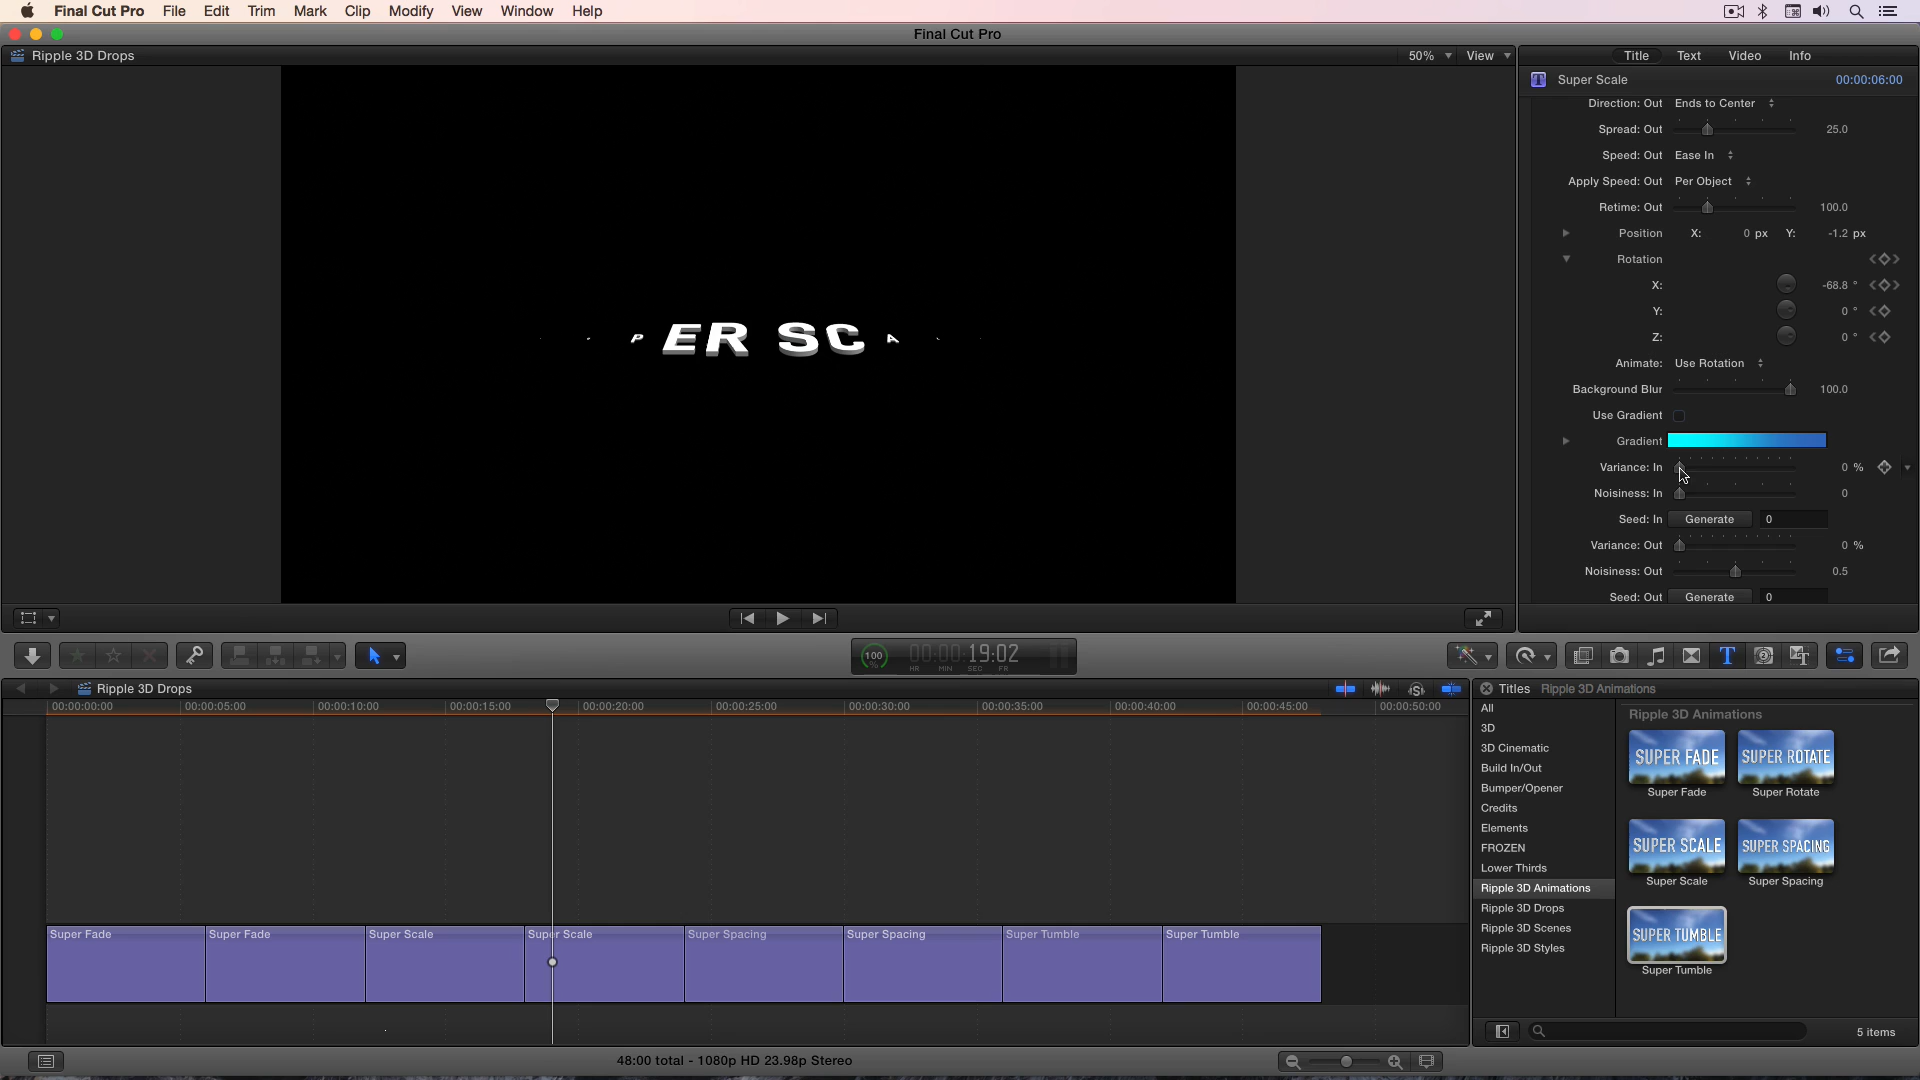 Final Cut Pro File Edit Trim Mark Clip Modify View Window Help
Final Cut Pro
Ripple 3D Drops 50% View
Title Text Video Info
Super Scale 00:00:06:00
Direction: Out Ends to Center
Spread: Out 25.0
Speed: Out Ease In
Apply Speed: Out Per Object
Retime: Out 100.0
Position X: 0 px Y: -1.2 px
Rotation
X: -68.8 °
Y: 0 °
Z: 0 °
Animate: Use Rotation
Background Blur 100.0
Use Gradient
Gradient
Variance: In 0 %
Noisiness: In 0
Seed: In Generate 0
Variance: Out 0 %
Noisiness: Out 0.5
Seed: Out Generate 0
P ER SC A
100 % 00:00:19:02
HR MIN SEC FR
Ripple 3D Drops
00:00:00:00 00:00:05:00 00:00:10:00 00:00:15:00 00:00:20:00 00:00:25:00 00:00:30:00 00:00:35:00 00:00:40:00 00:00:45:00 00:00:50:00
Super Fade Super Fade Super Scale Super Scale Super Spacing Super Spacing Super Tumble Super Tumble
48:00 total - 1080p HD 23.98p Stereo
Titles Ripple 3D Animations
All
3D
3D Cinematic
Build In/Out
Bumper/Opener
Credits
Elements
FROZEN
Lower Thirds
Ripple 3D Animations
Ripple 3D Drops
Ripple 3D Scenes
Ripple 3D Styles
Ripple 3D Animations
SUPER FADE SUPER ROTATE
Super Fade Super Rotate
SUPER SCALE SUPER SPACING
Super Scale Super Spacing
SUPER TUMBLE
Super Tumble
5 items